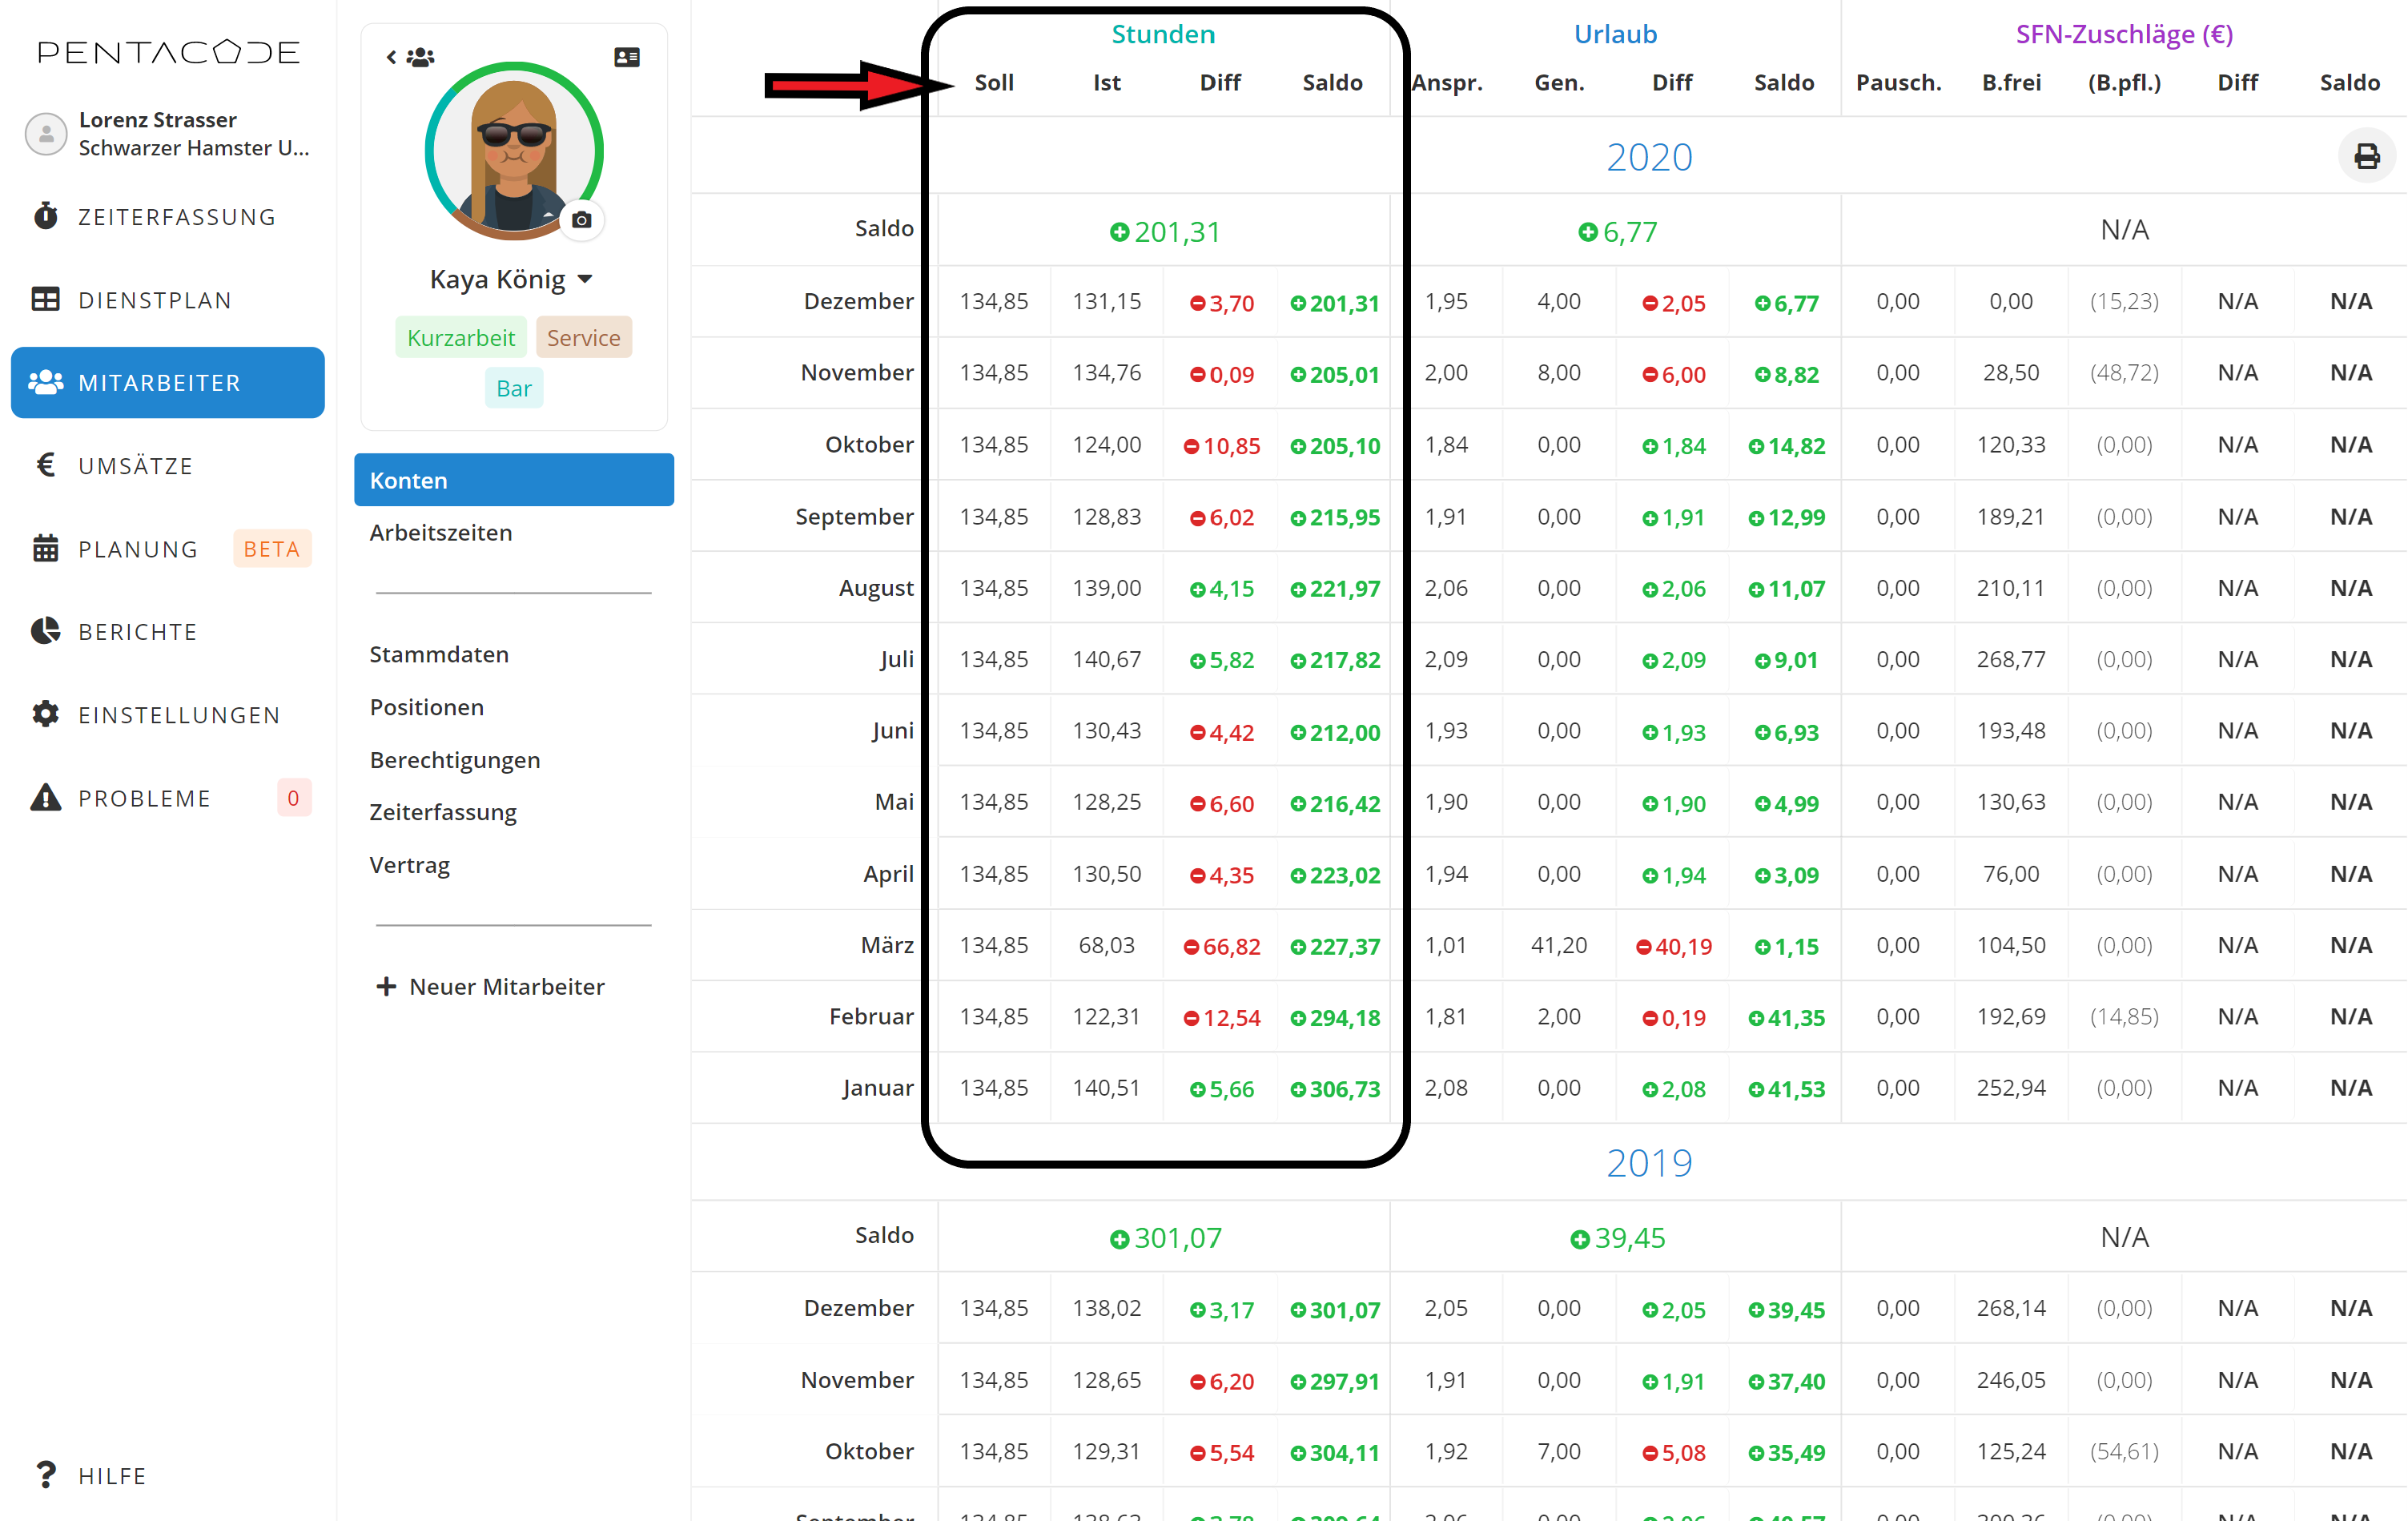 PENTACODE
Lorenz Strasser
Schwarzer Hamster U...
ZEITERFASSUNG
DIENSTPLAN
MITARBEITER
UMSÄTZE
PLANUNG BETA
BERICHTE
EINSTELLUNGEN
PROBLEME 0
HILFE
Kaya König
Kurzarbeit Service
Bar
Konten
Arbeitszeiten
Stammdaten
Positionen
Berechtigungen
Zeiterfassung
Vertrag
Neuer Mitarbeiter
Stunden Urlaub SFN-Zuschläge (€)
Soll Ist Diff Saldo Anspr. Gen. Diff Saldo Pausch. B.frei (B.pfl.) Diff Saldo
2020
Saldo 201,31 6,77 N/A
Dezember 134,85 131,15 3,70 201,31 1,95 4,00 2,05 6,77 0,00 0,00 (15,23) N/A N/A
November 134,85 134,76 0,09 205,01 2,00 8,00 6,00 8,82 0,00 28,50 (48,72) N/A N/A
Oktober 134,85 124,00 10,85 205,10 1,84 0,00 1,84 14,82 0,00 120,33 (0,00) N/A N/A
September 134,85 128,83 6,02 215,95 1,91 0,00 1,91 12,99 0,00 189,21 (0,00) N/A N/A
August 134,85 139,00 4,15 221,97 2,06 0,00 2,06 11,07 0,00 210,11 (0,00) N/A N/A
Juli 134,85 140,67 5,82 217,82 2,09 0,00 2,09 9,01 0,00 268,77 (0,00) N/A N/A
Juni 134,85 130,43 4,42 212,00 1,93 0,00 1,93 6,93 0,00 193,48 (0,00) N/A N/A
Mai 134,85 128,25 6,60 216,42 1,90 0,00 1,90 4,99 0,00 130,63 (0,00) N/A N/A
April 134,85 130,50 4,35 223,02 1,94 0,00 1,94 3,09 0,00 76,00 (0,00) N/A N/A
März 134,85 68,03 66,82 227,37 1,01 41,20 40,19 1,15 0,00 104,50 (0,00) N/A N/A
Februar 134,85 122,31 12,54 294,18 1,81 2,00 0,19 41,35 0,00 192,69 (14,85) N/A N/A
Januar 134,85 140,51 5,66 306,73 2,08 0,00 2,08 41,53 0,00 252,94 (0,00) N/A N/A
2019
Saldo 301,07 39,45 N/A
Dezember 134,85 138,02 3,17 301,07 2,05 0,00 2,05 39,45 0,00 268,14 (0,00) N/A N/A
November 134,85 128,65 6,20 297,91 1,91 0,00 1,91 37,40 0,00 246,05 (0,00) N/A N/A
Oktober 134,85 129,31 5,54 304,11 1,92 7,00 5,08 35,49 0,00 125,24 (54,61) N/A N/A